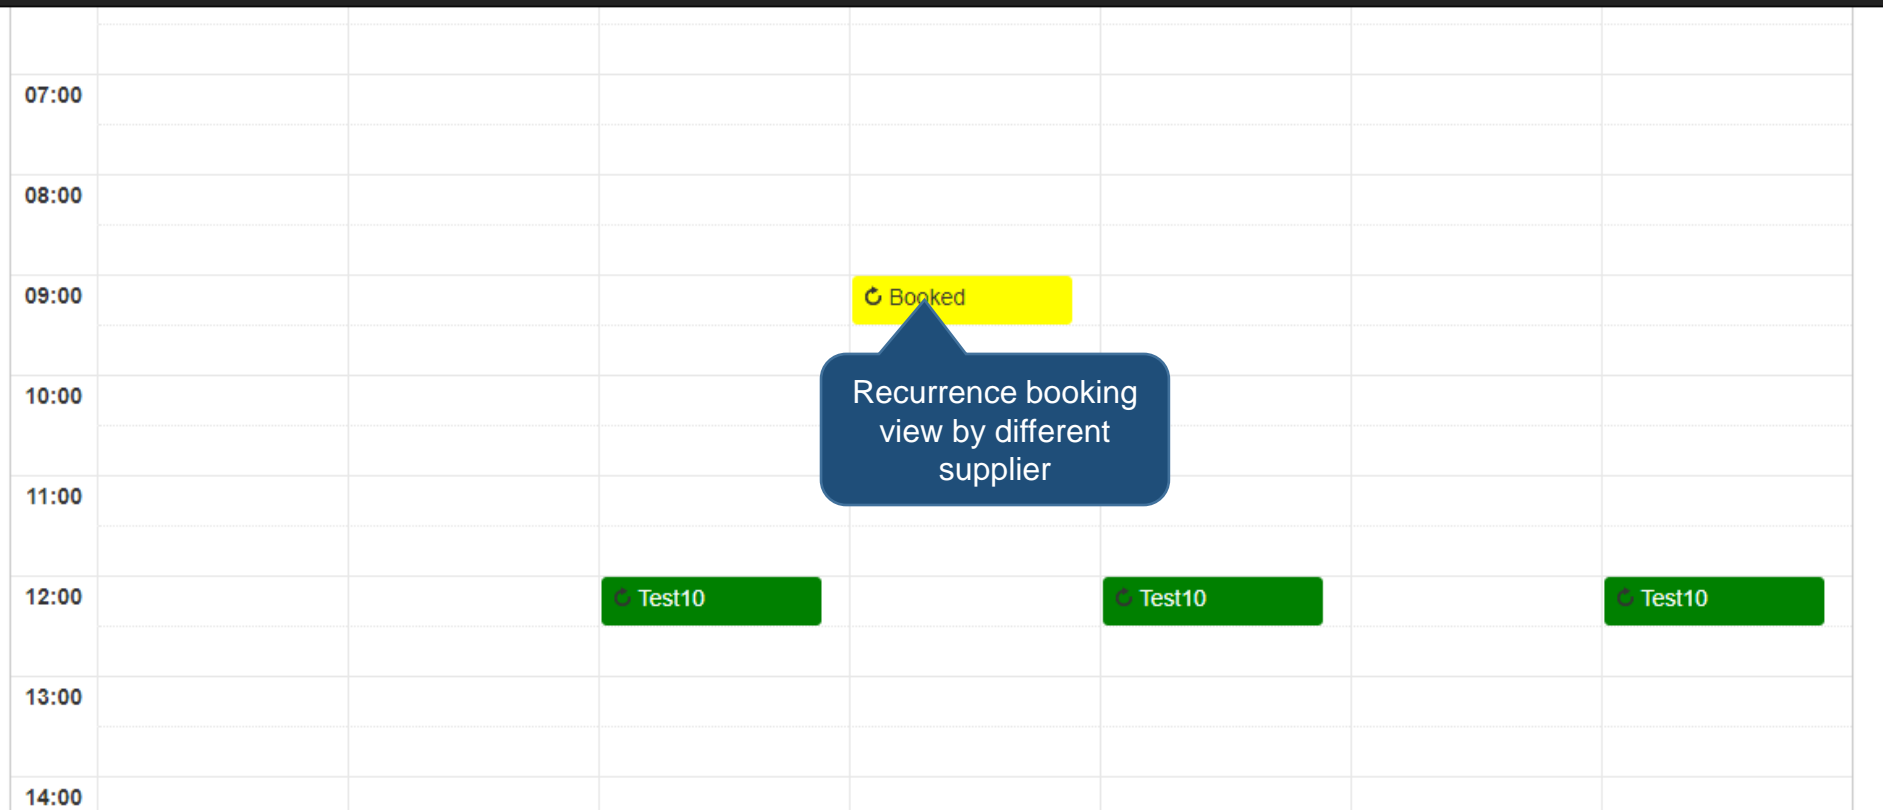 07:00
08:00
09:00
Booked
10:00
Recurrence booking
view by different
supplier
11:00
12:00
Test10
Test10
Test10
13:00
14:00